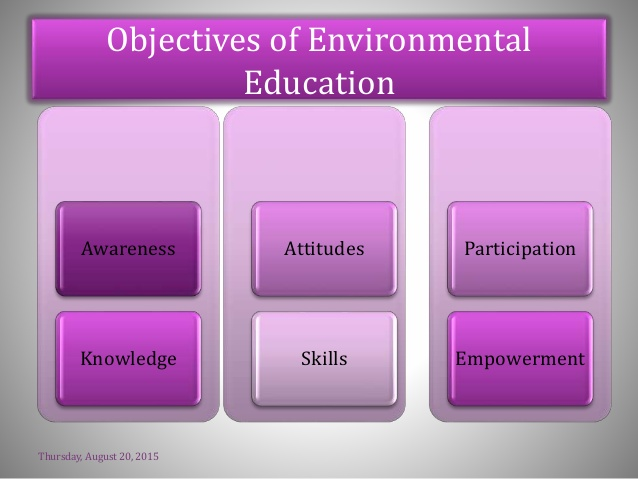 Objectives of Environmental
Education
Awareness
Attitudes
Participation
Knowledge
Skills
Empowerment
Thursday, August 20, 2015